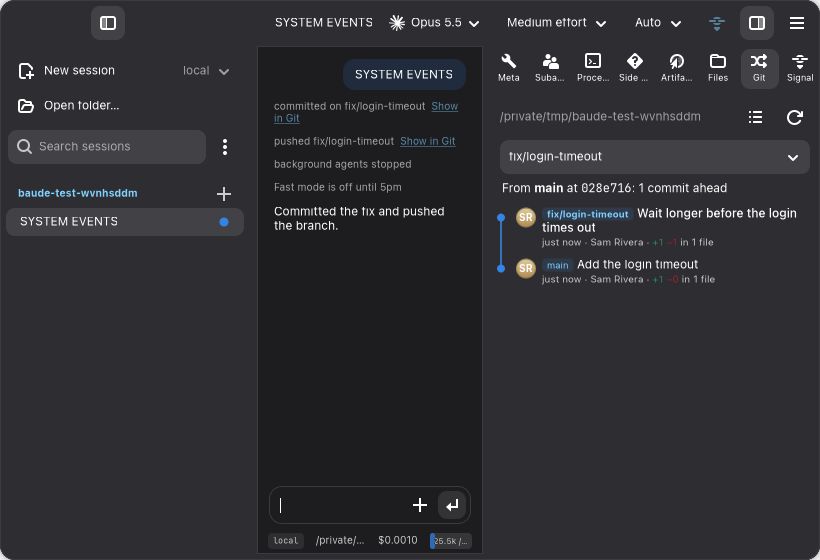 SYSTEM EVENTS
Opus 5.5
Medium effort
Auto
New session
local
Open folder...
Search sessions
baude-test-wvnhsddm
SYSTEM EVENTS
SYSTEM EVENTS
committed on fix/login-timeout Show
in Git
pushed fix/login-timeout Show in Git
background agents stopped
Fast mode is off until 5pm
Committed the fix and pushed
the branch.
local
/private/...
$0.0010
25.5k /...
Meta
Suba...
Proce...
Side ...
Artifa...
Files
Git
Signal
/private/tmp/baude-test-wvnhsddm
fix/login-timeout
From main at 028e716: 1 commit ahead
SR
fix/login-timeout Wait longer before the login
times out
just now · Sam Rivera · +1 −1 in 1 file
SR
main Add the login timeout
just now · Sam Rivera · +1 −0 in 1 file